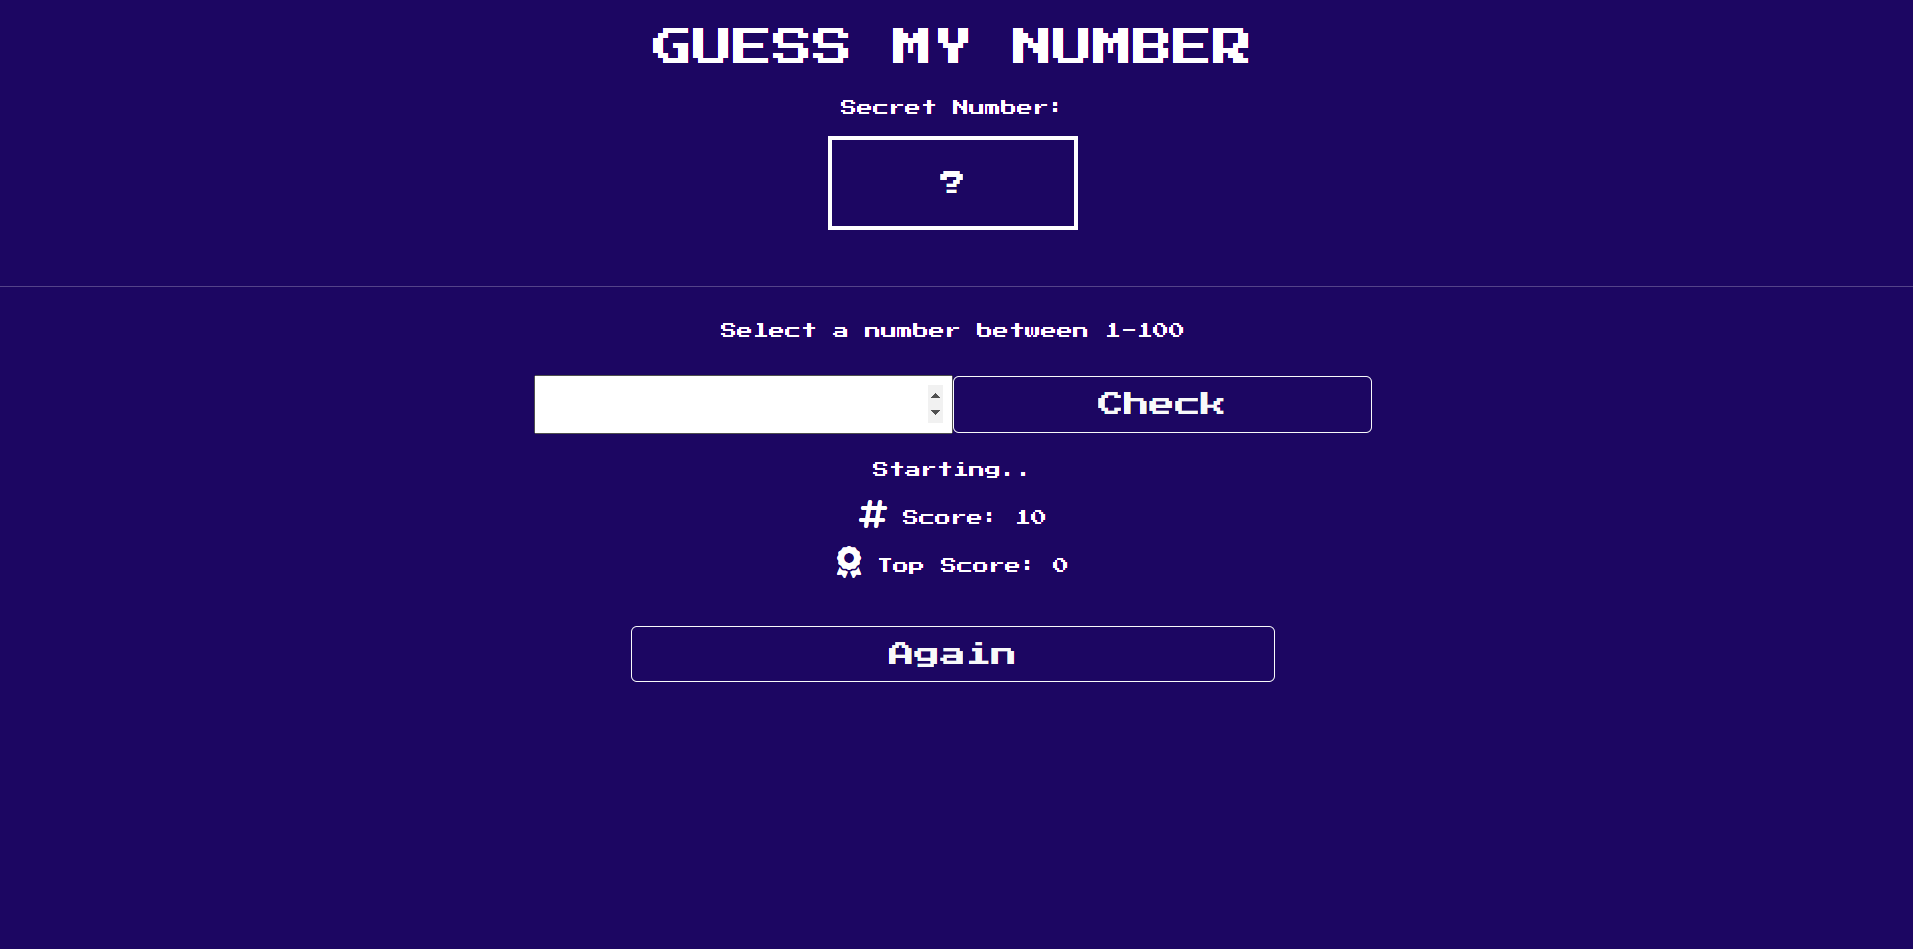 GUESS MY NUMBER
Secret Number:
?
Select a number between 1-100
Check
Starting..
# Score: 10
Top Score: 0
Again